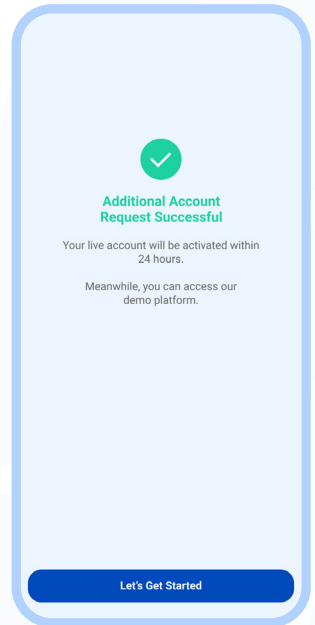 Additional Account
Request Successful
Your live account will be activated within
24 hours.
Meanwhile, you can access our
demo platform.
Let's Get Started